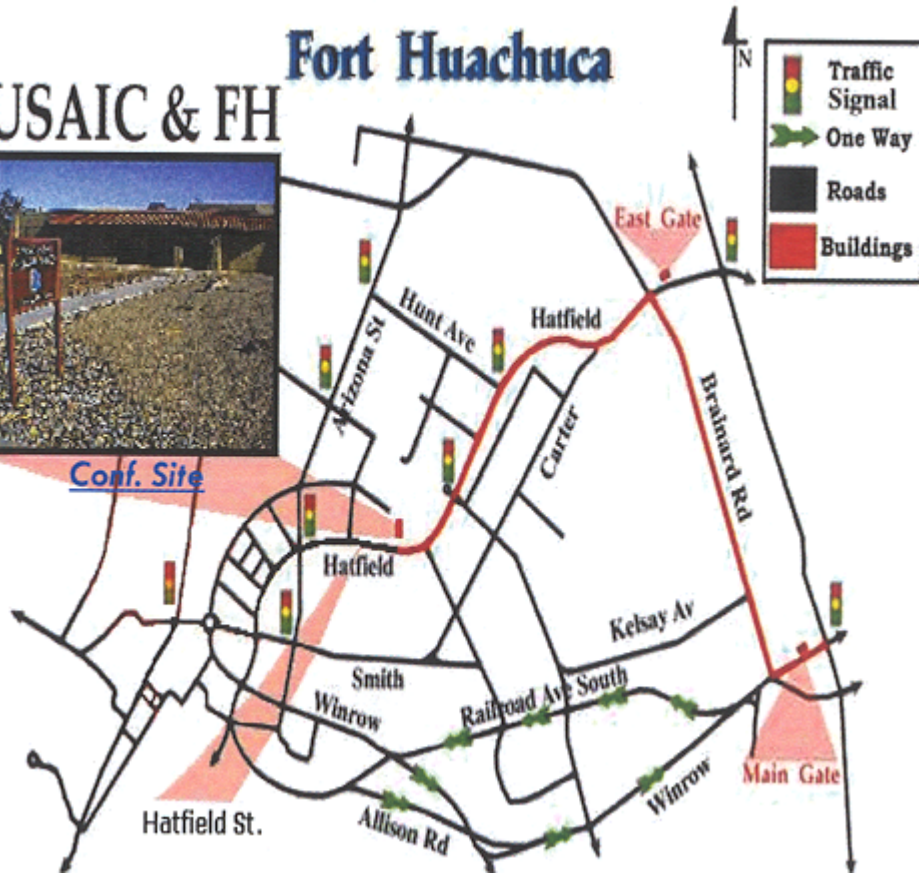 Fort Huachuca
USAIC & FH
N
Traffic
Signal
One Way
Roads
Buildings
East Gate
Hunt Ave
Hatfield
Arizona St
Brainard Rd
Carter
Conf. Site
Hatfield
Kelsay Av
Smith
Railroad Ave South
Winrow
Winrow
Main Gate
Hatfield St.
Allison Rd